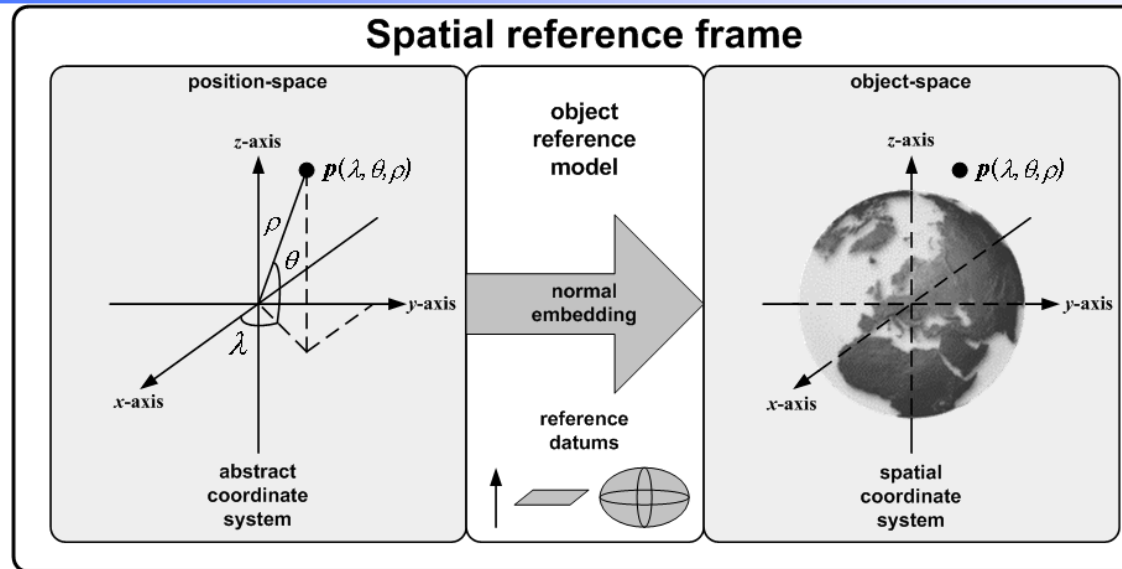 Spatial reference frame
position-space
z-axis
p(λ, θ, ρ)
ρ
θ
y-axis
λ
x-axis
abstract
coordinate
system
object
reference
model
normal
embedding
reference
datums
object-space
z-axis
p(λ, θ, ρ)
y-axis
x-axis
spatial
coordinate
system